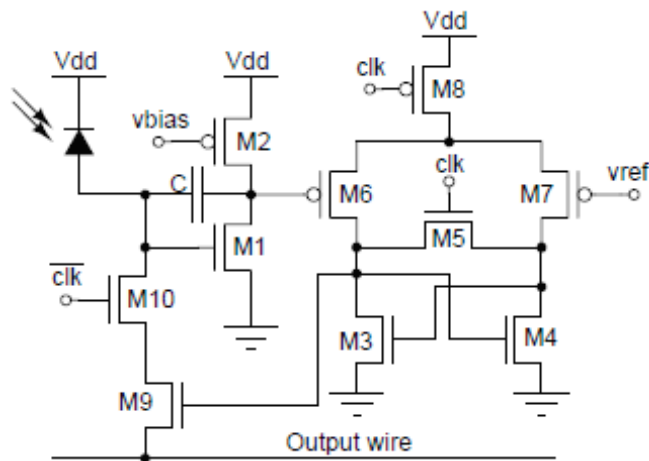 Vdd
Vdd
Vdd
clk
M8
vbias
M2
clk
C
M6
M7
vref
M1
M5
clk
M10
M3
M4
M9
Output wire